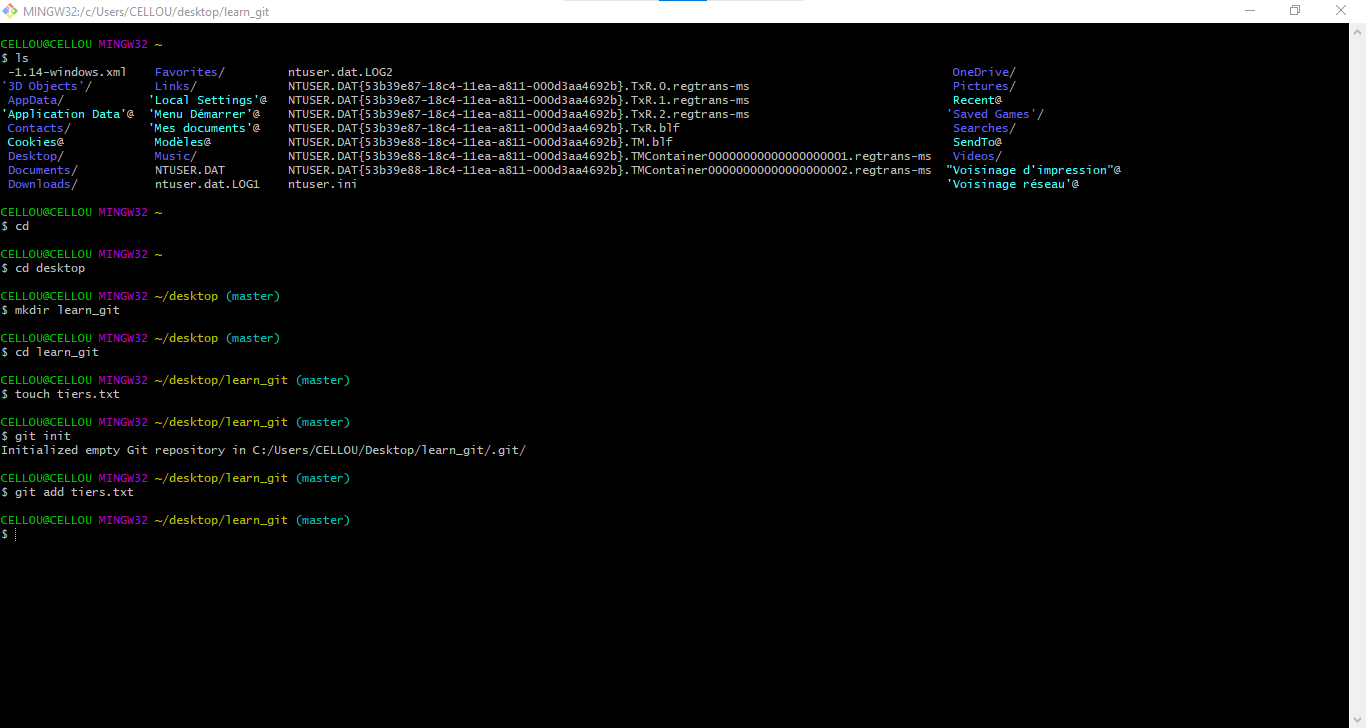 MINGW32:/c/Users/CELLOU/desktop/learn_git
CELLOU@CELLOU MINGW32 ~
$ ls
-1.14-windows.xml Favorites/ ntuser.dat.LOG2 OneDrive/
'3D Objects'/ Links/ NTUSER.DAT{53b39e87-18c4-11ea-a811-000d3aa4692b}.TxR.0.regtrans-ms Pictures/
AppData/ 'Local Settings'@ NTUSER.DAT{53b39e87-18c4-11ea-a811-000d3aa4692b}.TxR.1.regtrans-ms Recent@
'Application Data'@ 'Menu Démarrer'@ NTUSER.DAT{53b39e87-18c4-11ea-a811-000d3aa4692b}.TxR.2.regtrans-ms 'Saved Games'/
Contacts/ 'Mes documents'@ NTUSER.DAT{53b39e87-18c4-11ea-a811-000d3aa4692b}.TxR.blf Searches/
Cookies@ Modèles@ NTUSER.DAT{53b39e88-18c4-11ea-a811-000d3aa4692b}.TM.blf SendTo@
Desktop/ Music/ NTUSER.DAT{53b39e88-18c4-11ea-a811-000d3aa4692b}.TMContainer00000000000000000001.regtrans-ms Videos/
Documents/ NTUSER.DAT NTUSER.DAT{53b39e88-18c4-11ea-a811-000d3aa4692b}.TMContainer00000000000000000002.regtrans-ms "Voisinage d'impression"@
Downloads/ ntuser.dat.LOG1 ntuser.ini 'Voisinage réseau'@
CELLOU@CELLOU MINGW32 ~
$ cd
CELLOU@CELLOU MINGW32 ~
$ cd desktop
CELLOU@CELLOU MINGW32 ~/desktop (master)
$ mkdir learn_git
CELLOU@CELLOU MINGW32 ~/desktop (master)
$ cd learn_git
CELLOU@CELLOU MINGW32 ~/desktop/learn_git (master)
$ touch tiers.txt
CELLOU@CELLOU MINGW32 ~/desktop/learn_git (master)
$ git init
Initialized empty Git repository in C:/Users/CELLOU/Desktop/learn_git/.git/
CELLOU@CELLOU MINGW32 ~/desktop/learn_git (master)
$ git add tiers.txt
CELLOU@CELLOU MINGW32 ~/desktop/learn_git (master)
$